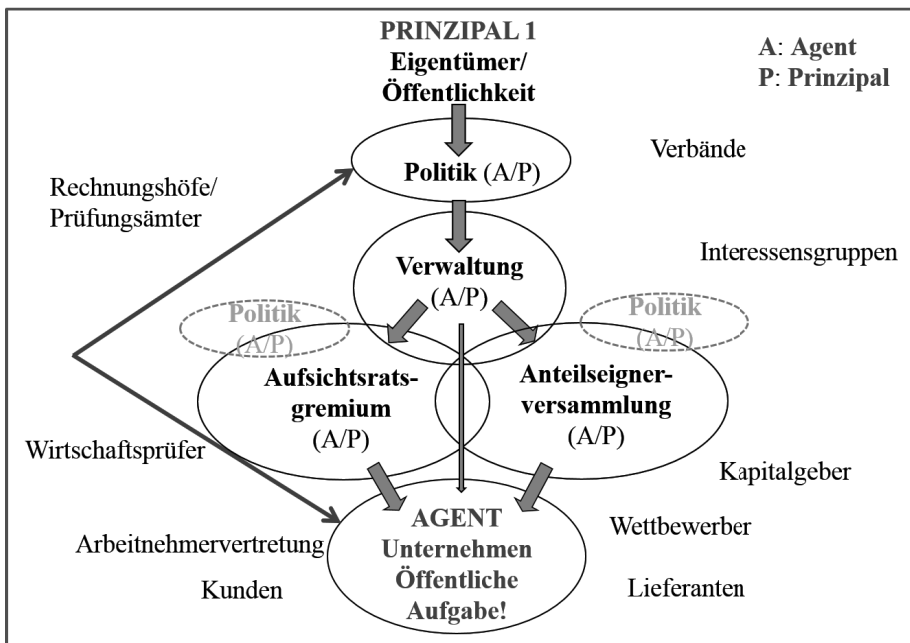 PRINZIPAL 1
Eigentümer/
Öffentlichkeit
A: Agent
P: Prinzipal
Politik (A/P)
Verbände
Rechnungshöfe/
Prüfungsämter
Verwaltung
(A/P)
Interessensgruppen
Politik
(A/P)
Politik
(A/P)
Aufsichtsrats-
gremium
(A/P)
Anteilseigner-
versammlung
(A/P)
Wirtschaftsprüfer
Kapitalgeber
AGENT
Unternehmen
Öffentliche
Aufgabe!
Wettbewerber
Arbeitnehmervertretung
Kunden
Lieferanten